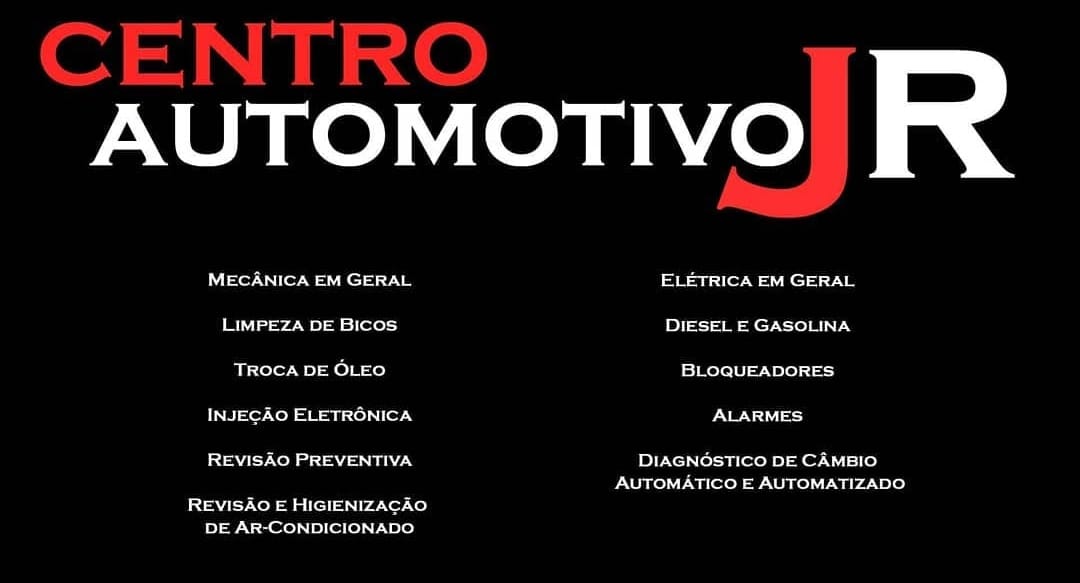 CENTRO
AUTOMOTIVO JR
MECÂNICA EM GERAL
LIMPEZA DE BICOS
TROCA DE ÓLEO
INJEÇÃO ELETRÔNICA
REVISÃO PREVENTIVA
REVISÃO E HIGIENIZAÇÃO
DE AR-CONDICIONADO
ELÉTRICA EM GERAL
DIESEL E GASOLINA
BLOQUEADORES
ALARMES
DIAGNÓSTICO DE CÂMBIO
AUTOMÁTICO E AUTOMATIZADO